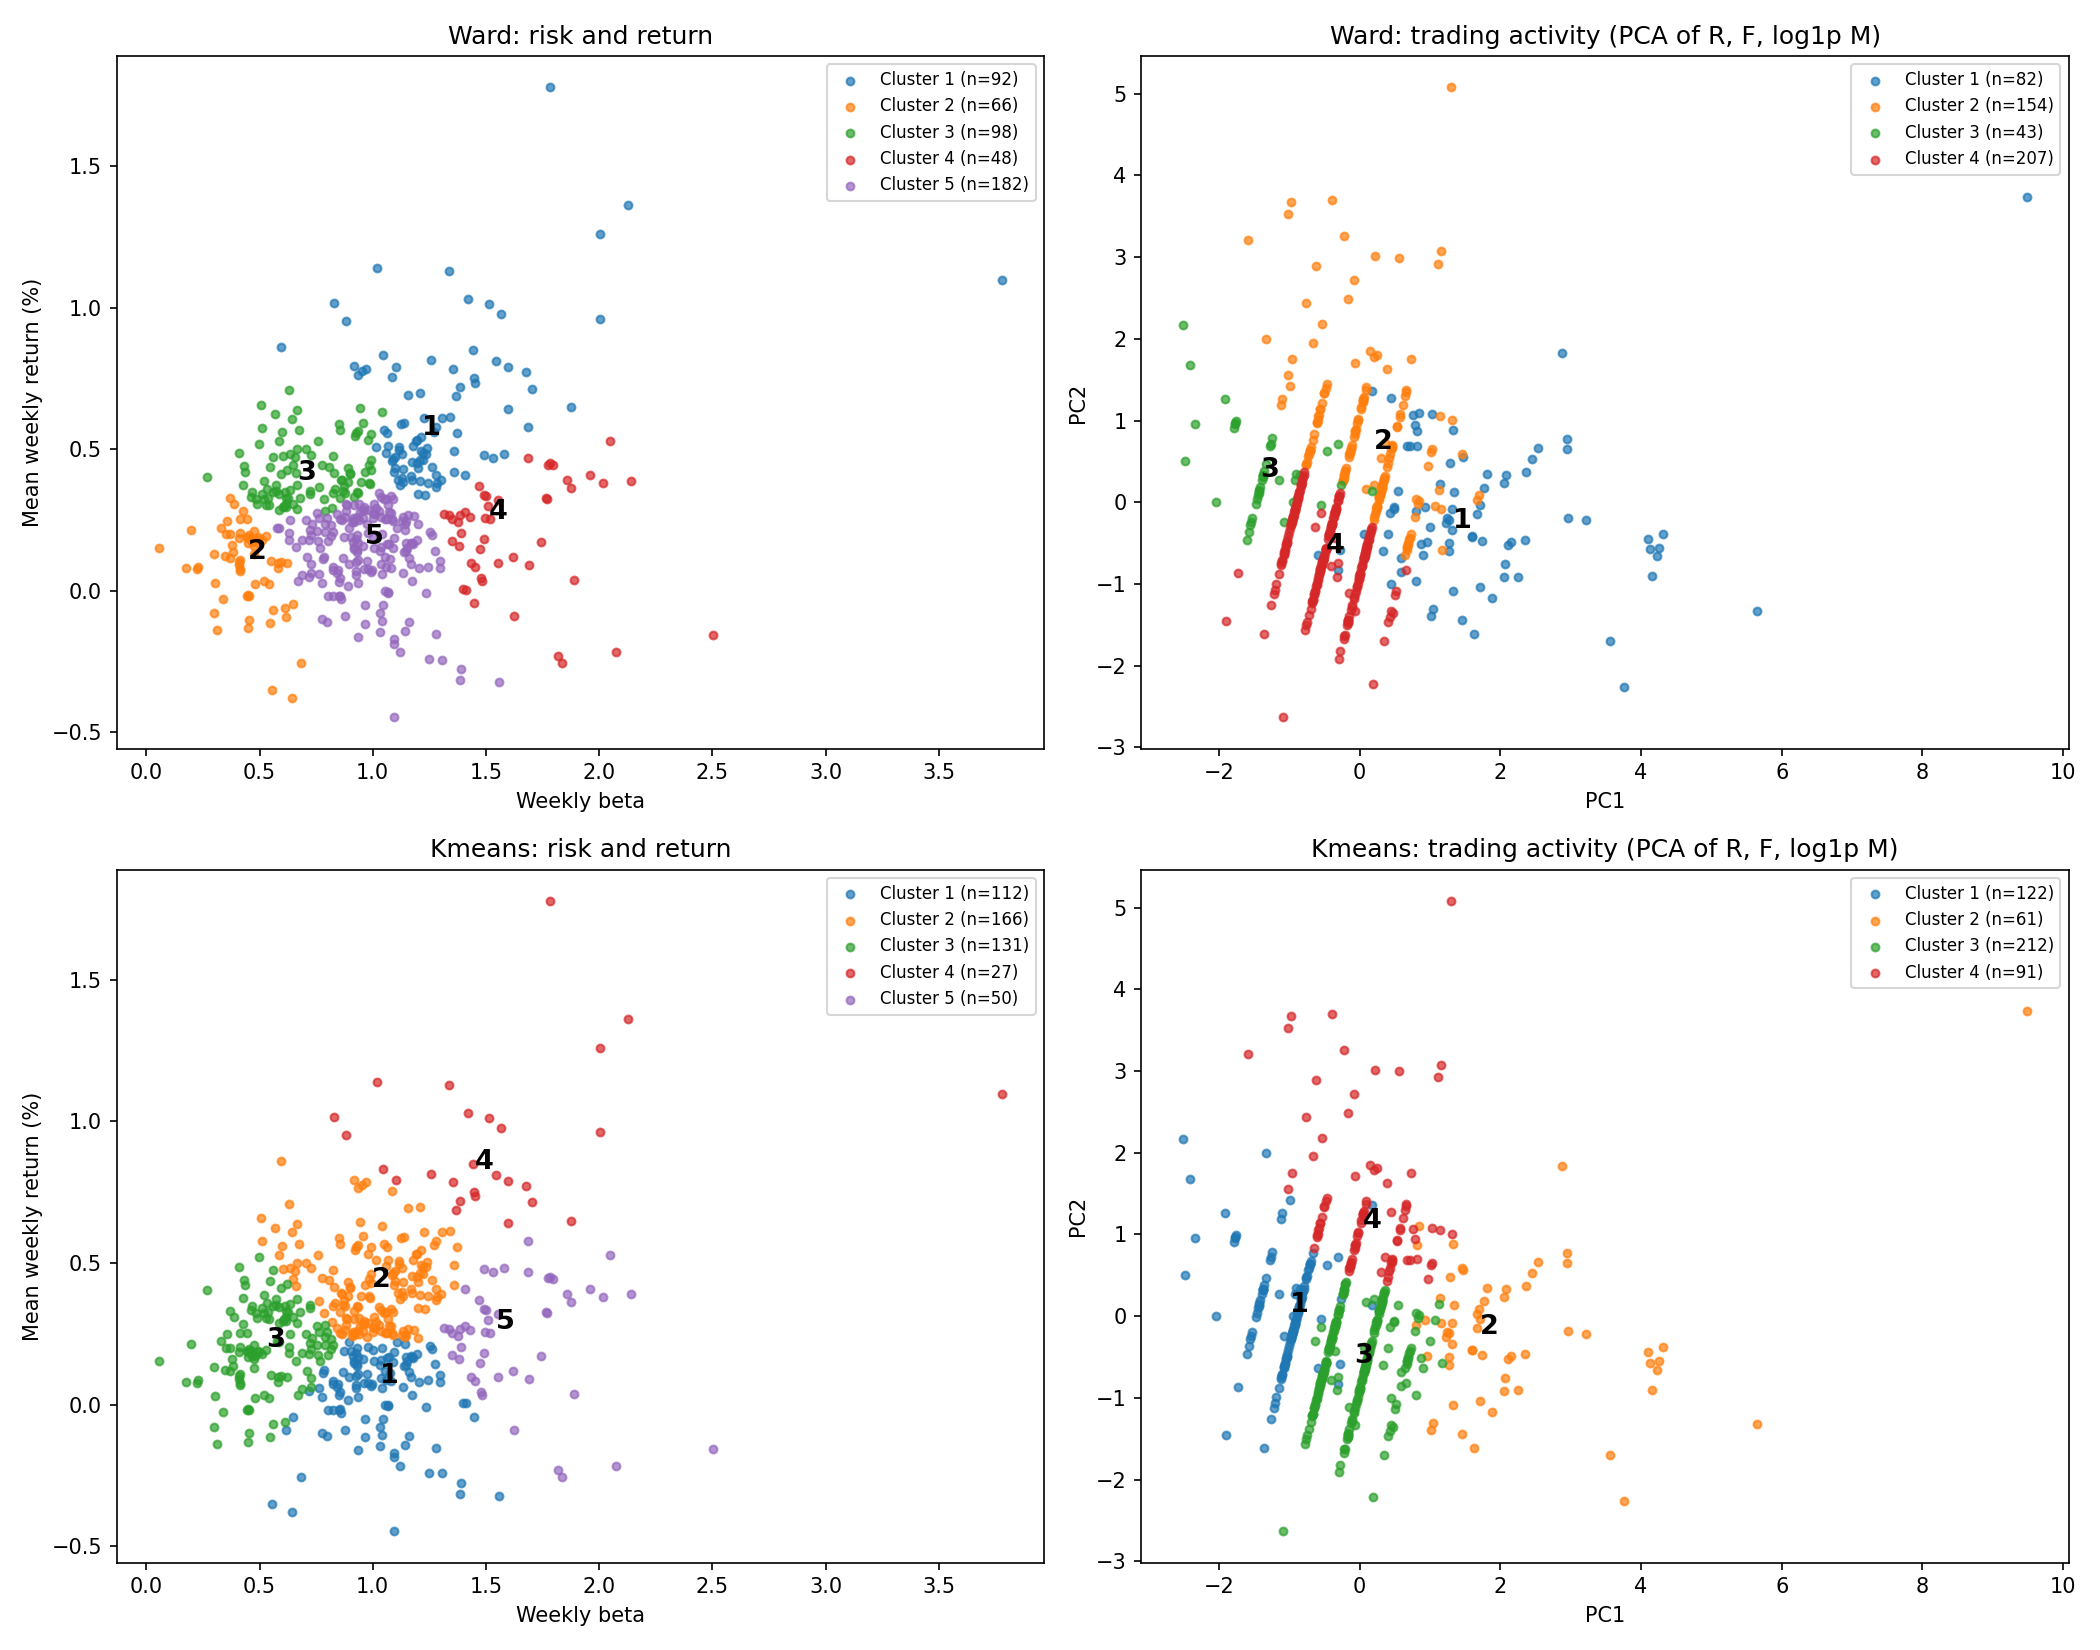 Ward: risk and return
Mean weekly return (%)
1.5
1.0
0.5
0.0
−0.5
Cluster 1 (n=92)
Cluster 2 (n=66)
Cluster 3 (n=98)
Cluster 4 (n=48)
Cluster 5 (n=182)
1
3
4
5
2
0.0 0.5 1.0 1.5 2.0 2.5 3.0 3.5
Weekly beta
Ward: trading activity (PCA of R, F, log1p M)
PC2
5
4
3
2
1
0
−1
−2
−3
Cluster 1 (n=82)
Cluster 2 (n=154)
Cluster 3 (n=43)
Cluster 4 (n=207)
2
3
1
4
−2 0 2 4 6 8 10
PC1
Kmeans: risk and return
Mean weekly return (%)
1.5
1.0
0.5
0.0
−0.5
Cluster 1 (n=112)
Cluster 2 (n=166)
Cluster 3 (n=131)
Cluster 4 (n=27)
Cluster 5 (n=50)
4
2
5
3
1
0.0 0.5 1.0 1.5 2.0 2.5 3.0 3.5
Weekly beta
Kmeans: trading activity (PCA of R, F, log1p M)
PC2
5
4
3
2
1
0
−1
−2
−3
Cluster 1 (n=122)
Cluster 2 (n=61)
Cluster 3 (n=212)
Cluster 4 (n=91)
4
1
2
3
−2 0 2 4 6 8 10
PC1